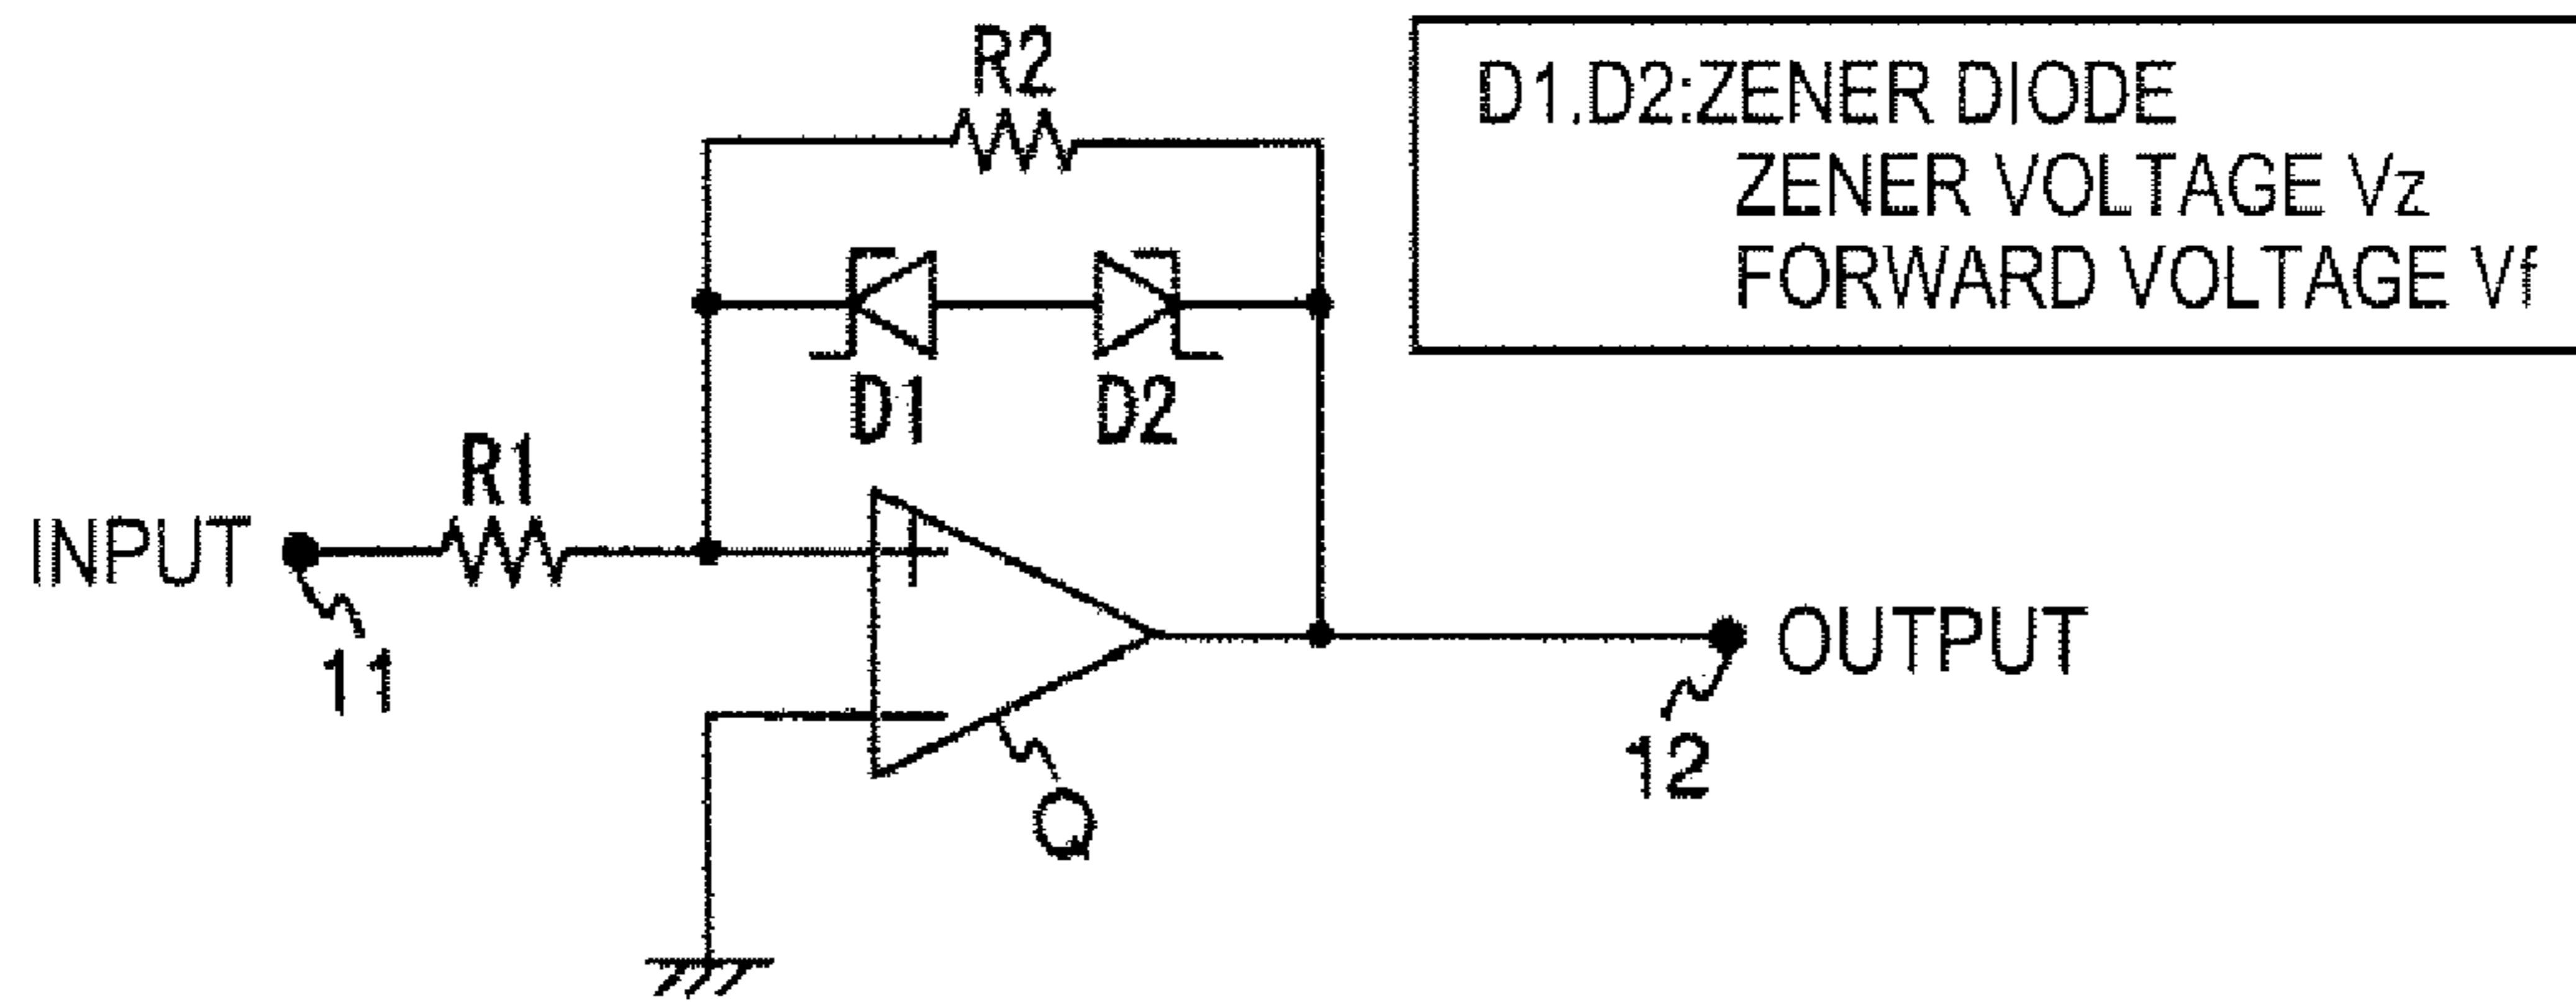 R2
D1.D2:ZENER DIODE
ZENER VOLTAGE Vz
FORWARD VOLTAGE Vf
D1
D2
R1
INPUT
11
+
−
OUTPUT
12
Q